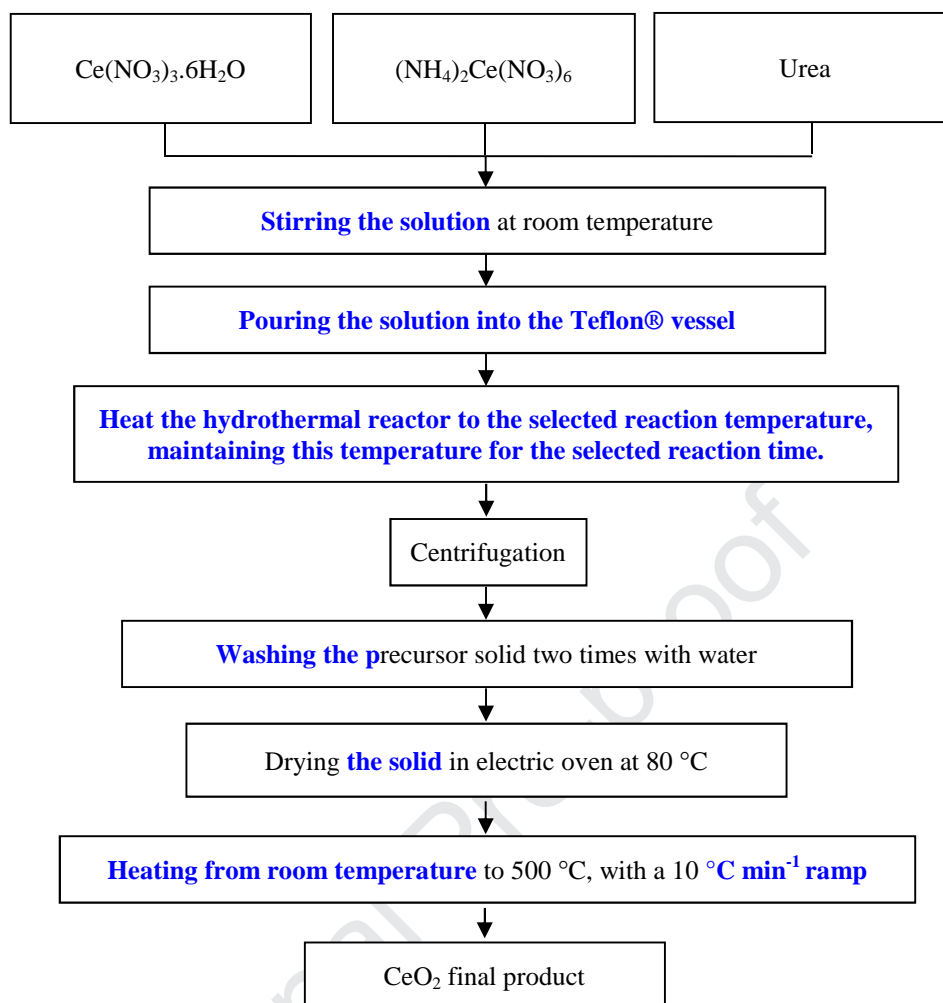 Ce(NO₃)₃.6H₂O
(NH₄)₂Ce(NO₃)₆
Urea
Stirring the solution at room temperature
Pouring the solution into the Teflon® vessel
Heat the hydrothermal reactor to the selected reaction temperature,
maintaining this temperature for the selected reaction time.
Centrifugation
Washing the precursor solid two times with water
Drying the solid in electric oven at 80 °C
Heating from room temperature to 500 °C, with a 10 °C min⁻¹ ramp
CeO₂ final product